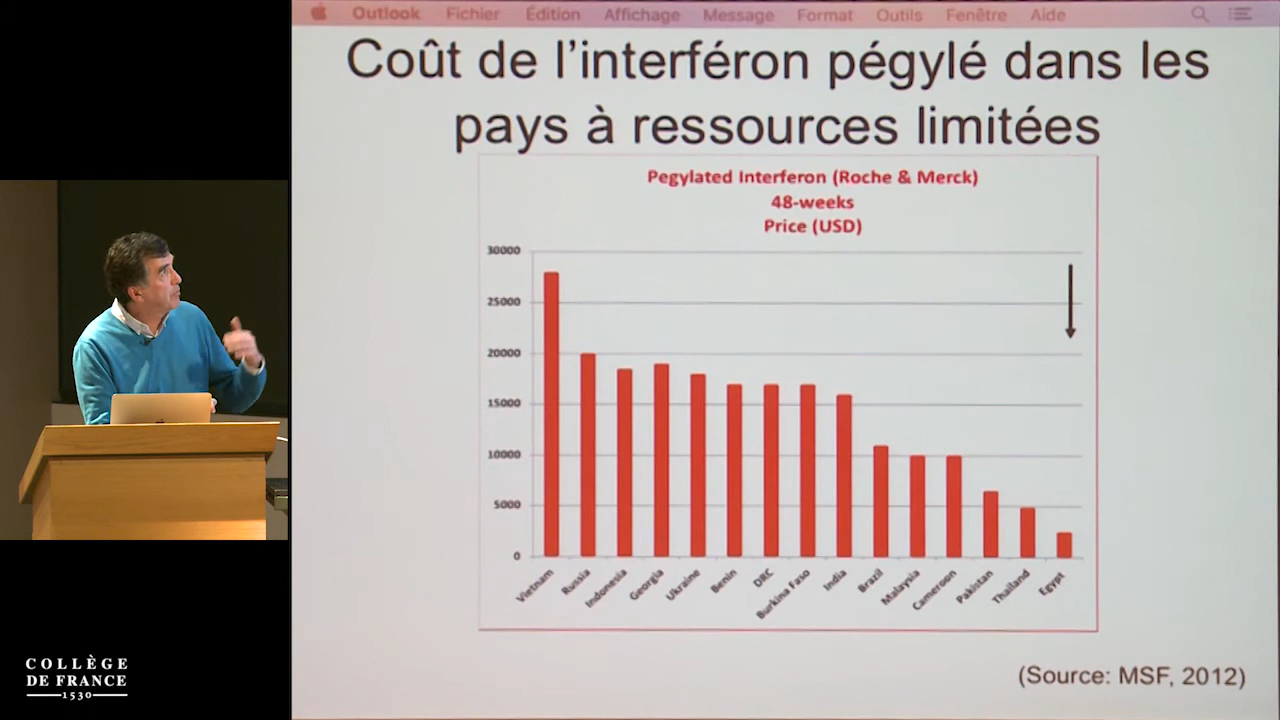 Outlook Fichier Édition Affichage Message Format Outils Fenêtre Aide
Coût de l'interféron pégylé dans les
pays à ressources limitées
Pegylated Interferon (Roche & Merck)
48-weeks
Price (USD)
30000
25000
20000
15000
10000
5000
0
Vietnam
Russia
Indonesia
Georgia
Ukraine
Benin
DRC
Burkina Faso
India
Brazil
Malaysia
Cameroon
Pakistan
Thailand
Egypt
(Source: MSF, 2012)
COLLÈGE
DE FRANCE
1530